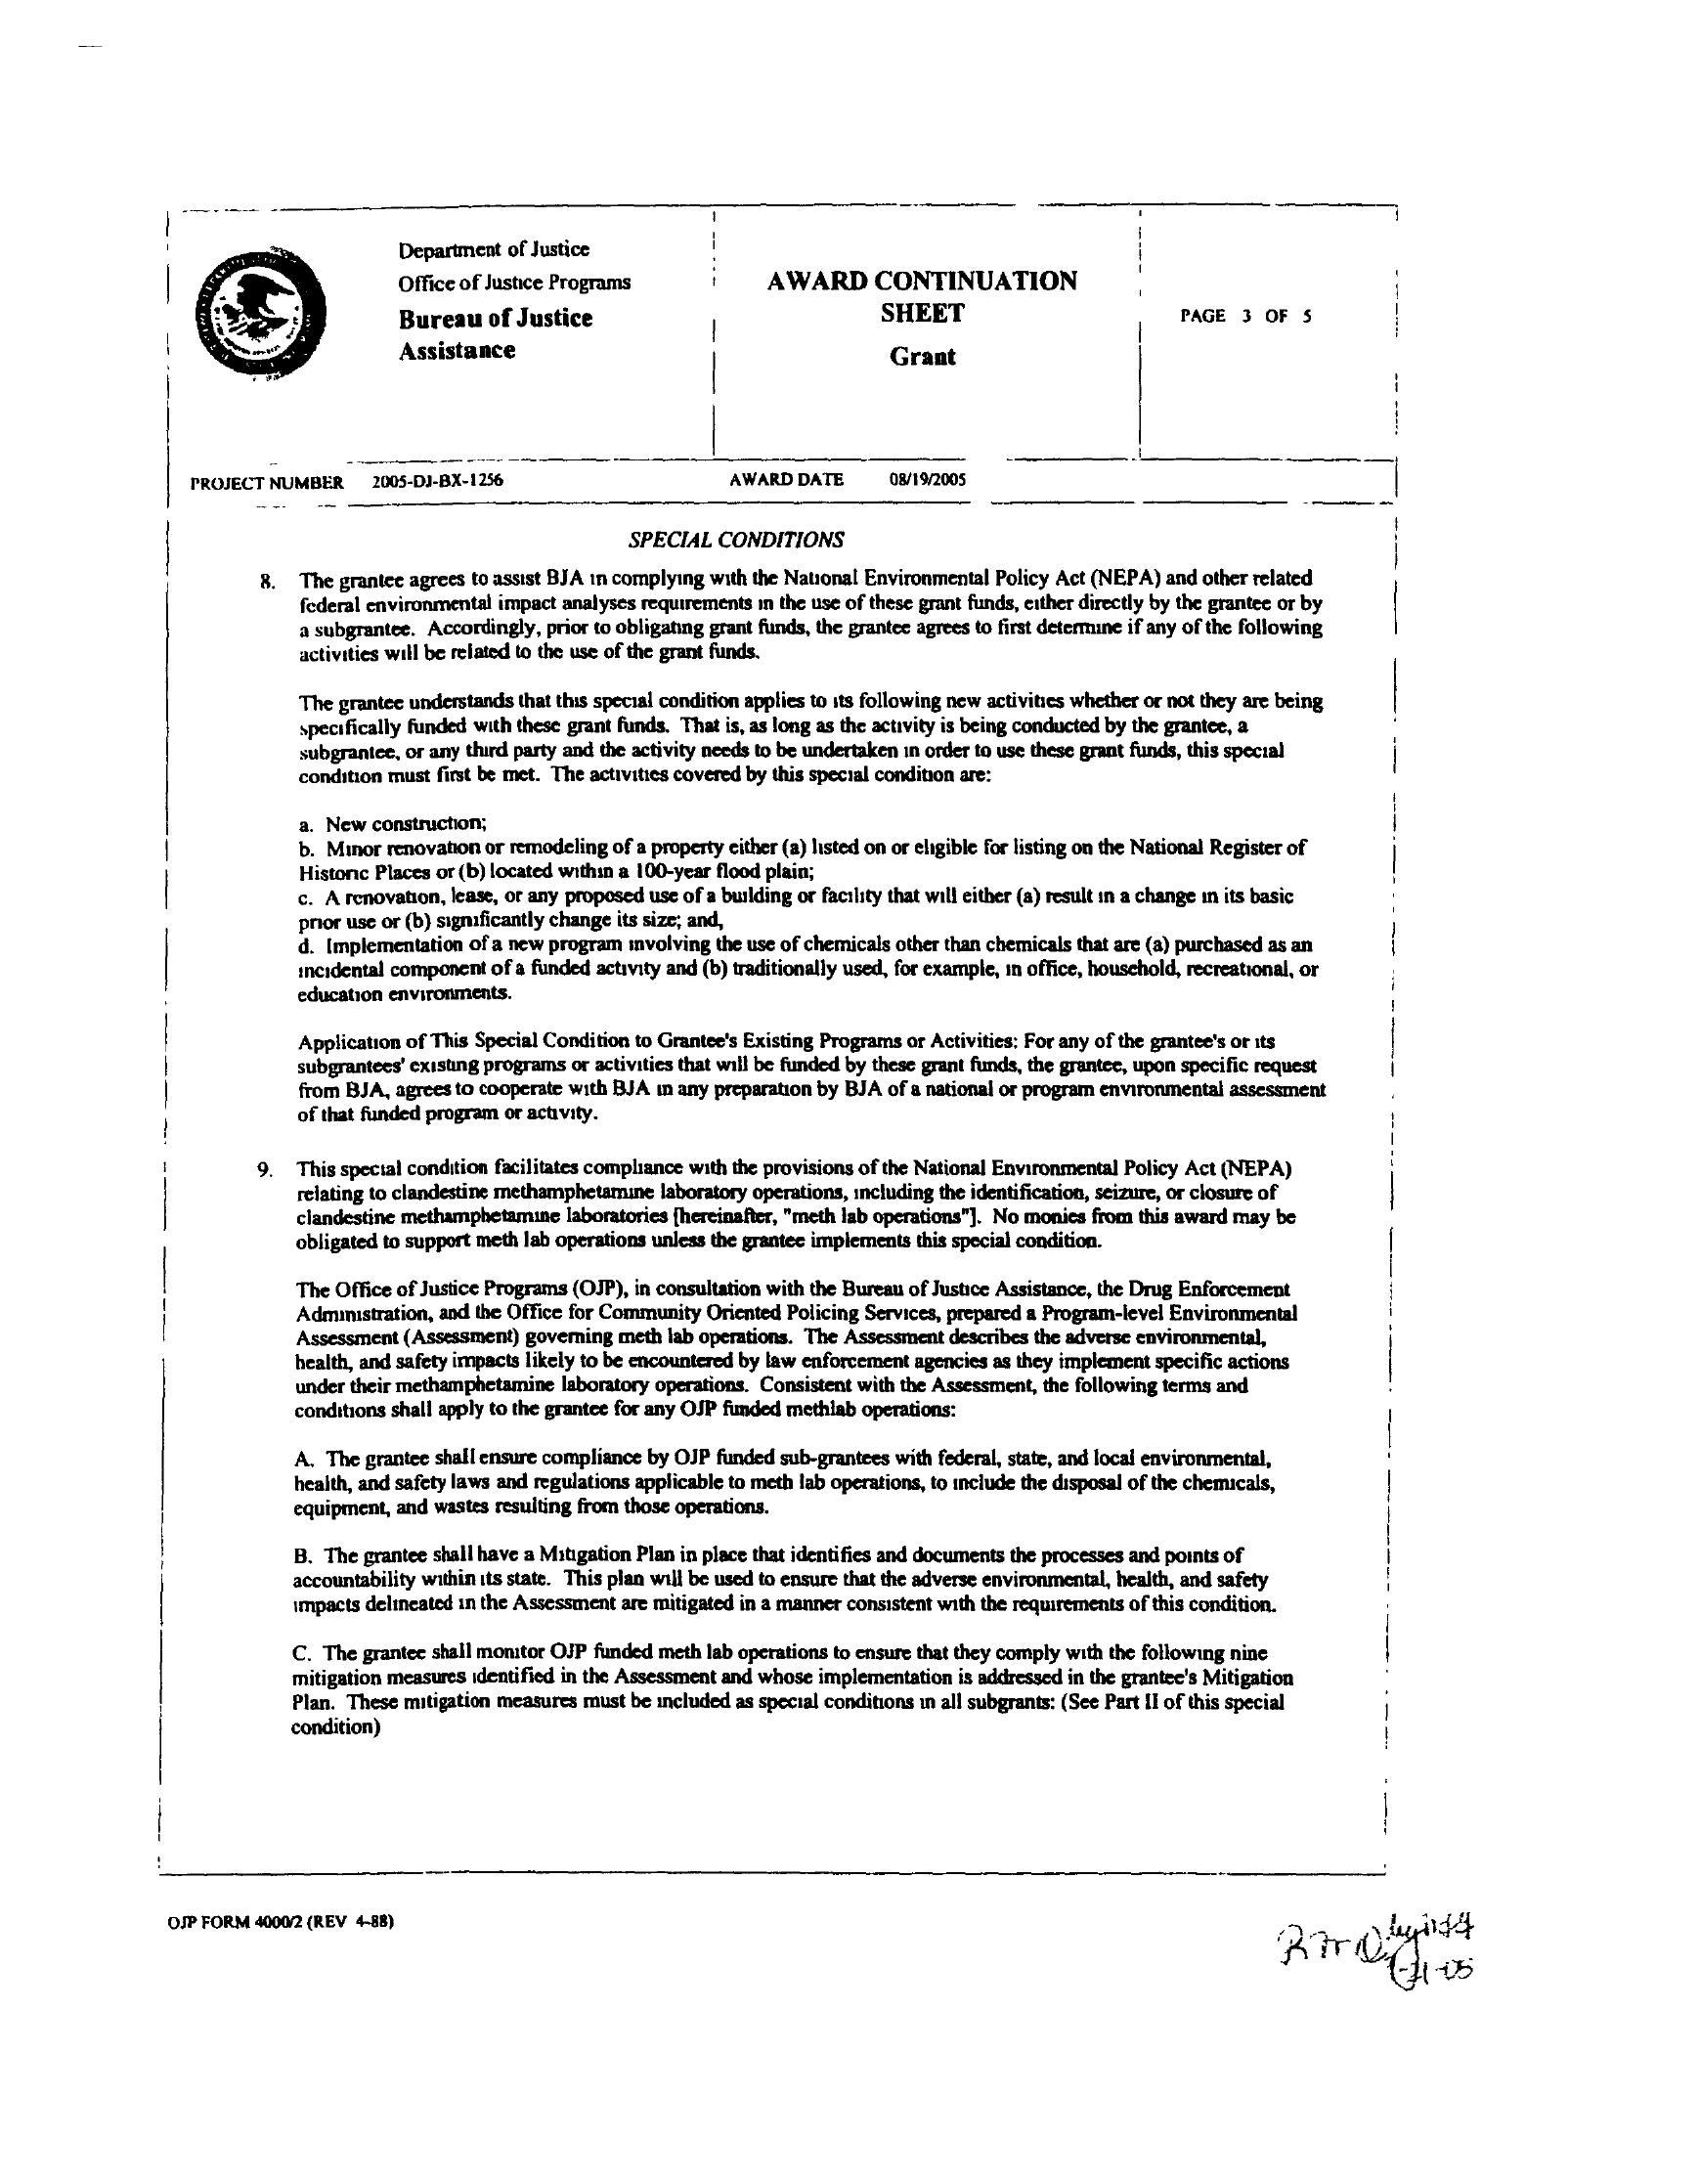 Department of Justice
Office of Justice Programs
Bureau of Justice
Assistance
AWARD CONTINUATION
SHEET
Grant
PAGE 3 OF 5
PROJECT NUMBER 2005-DJ-BX-1256
AWARD DATE 08/19/2005
SPECIAL CONDITIONS
8. The grantee agrees to assist BJA in complying with the National Environmental Policy Act (NEPA) and other related
federal environmental impact analyses requirements in the use of these grant funds, either directly by the grantee or by
a subgrantee. Accordingly, prior to obligating grant funds, the grantee agrees to first determine if any of the following
activities will be related to the use of the grant funds.
The grantee understands that this special condition applies to its following new activities whether or not they are being
specifically funded with these grant funds. That is, as long as the activity is being conducted by the grantee, a
subgrantee, or any third party and the activity needs to be undertaken in order to use these grant funds, this special
condition must first be met. The activities covered by this special condition are:
a. New construction;
b. Minor renovation or remodeling of a property either (a) listed on or eligible for listing on the National Register of
Historic Places or (b) located within a 100-year flood plain;
c. A renovation, lease, or any proposed use of a building or facility that will either (a) result in a change in its basic
prior use or (b) significantly change its size; and,
d. Implementation of a new program involving the use of chemicals other than chemicals that are (a) purchased as an
incidental component of a funded activity and (b) traditionally used, for example, in office, household, recreational, or
education environments.
Application of This Special Condition to Grantee's Existing Programs or Activities: For any of the grantee's or its
subgrantees' existing programs or activities that will be funded by these grant funds, the grantee, upon specific request
from BJA, agrees to cooperate with BJA in any preparation by BJA of a national or program environmental assessment
of that funded program or activity.
9. This special condition facilitates compliance with the provisions of the National Environmental Policy Act (NEPA)
relating to clandestine methamphetamine laboratory operations, including the identification, seizure, or closure of
clandestine methamphetamine laboratories [hereinafter, "meth lab operations"]. No monies from this award may be
obligated to support meth lab operations unless the grantee implements this special condition.
The Office of Justice Programs (OJP), in consultation with the Bureau of Justice Assistance, the Drug Enforcement
Administration, and the Office for Community Oriented Policing Services, prepared a Program-level Environmental
Assessment (Assessment) governing meth lab operations. The Assessment describes the adverse environmental,
health, and safety impacts likely to be encountered by law enforcement agencies as they implement specific actions
under their methamphetamine laboratory operations. Consistent with the Assessment, the following terms and
conditions shall apply to the grantee for any OJP funded methlab operations:
A. The grantee shall ensure compliance by OJP funded sub-grantees with federal, state, and local environmental,
health, and safety laws and regulations applicable to meth lab operations, to include the disposal of the chemicals,
equipment, and wastes resulting from those operations.
B. The grantee shall have a Mitigation Plan in place that identifies and documents the processes and points of
accountability within its state. This plan will be used to ensure that the adverse environmental, health, and safety
impacts delineated in the Assessment are mitigated in a manner consistent with the requirements of this condition.
C. The grantee shall monitor OJP funded meth lab operations to ensure that they comply with the following nine
mitigation measures identified in the Assessment and whose implementation is addressed in the grantee's Mitigation
Plan. These mitigation measures must be included as special conditions in all subgrants: (See Part II of this special
condition)
OJP FORM 4000/2 (REV 4-88)